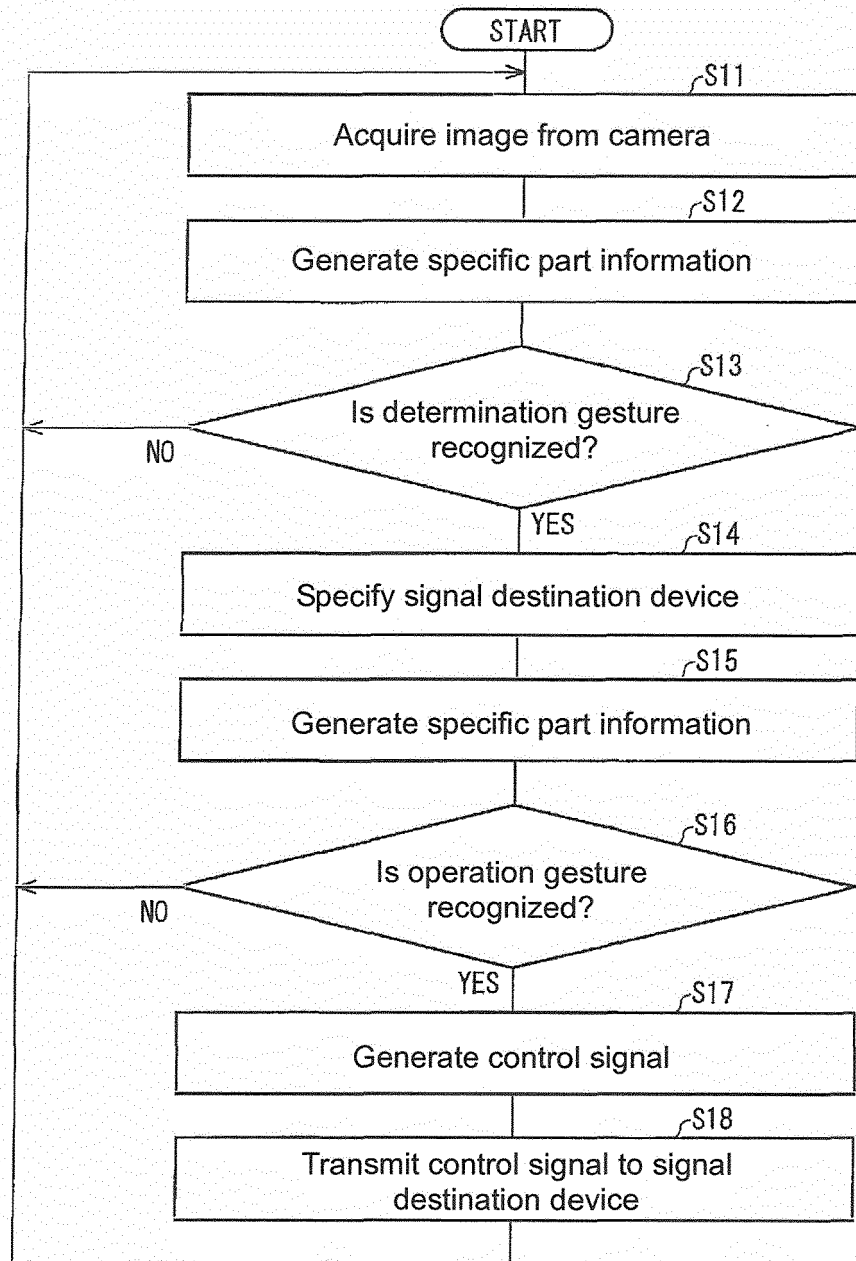 START
S11
Acquire image from camera
S12
Generate specific part information
S13
Is determination gesture
recognized?
NO
YES
S14
Specify signal destination device
S15
Generate specific part information
S16
Is operation gesture
recognized?
NO
YES
S17
Generate control signal
S18
Transmit control signal to signal
destination device